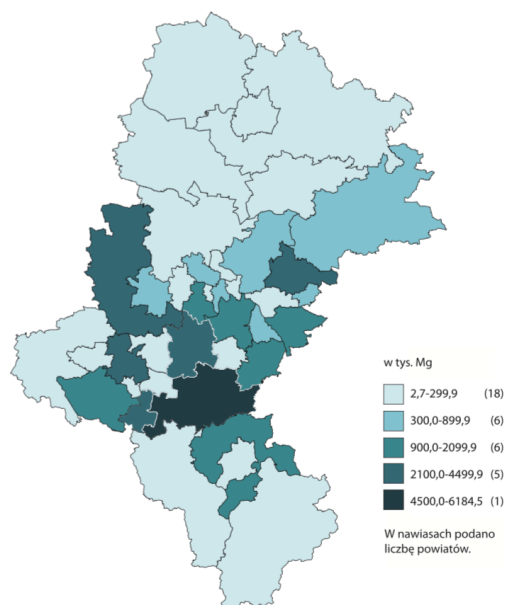 w tys. Mg
2,7-299,9 (18)
300,0-899,9 (6)
900,0-2099,9 (6)
2100,0-4499,9 (5)
4500,0-6184,5 (1)
W nawiasach podano
liczbę powiatów.